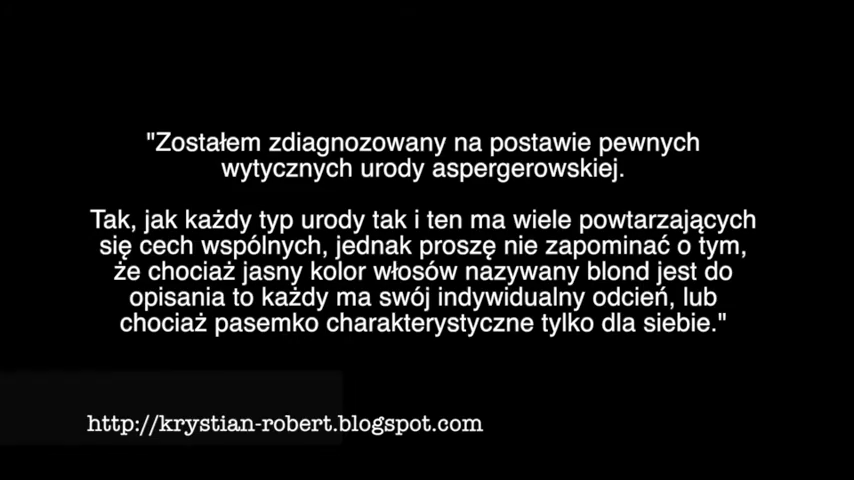 "Zostałem zdiagnozowany na postawie pewnych
wytycznych urody aspergerowskiej.
Tak, jak każdy typ urody tak i ten ma wiele powtarzających
się cech wspólnych, jednak proszę nie zapominać o tym,
że chociaż jasny kolor włosów nazywany blond jest do
opisania to każdy ma swój indywidualny odcień, lub
chociaż pasemko charakterystyczne tylko dla siebie."
http://krystian-robert.blogspot.com